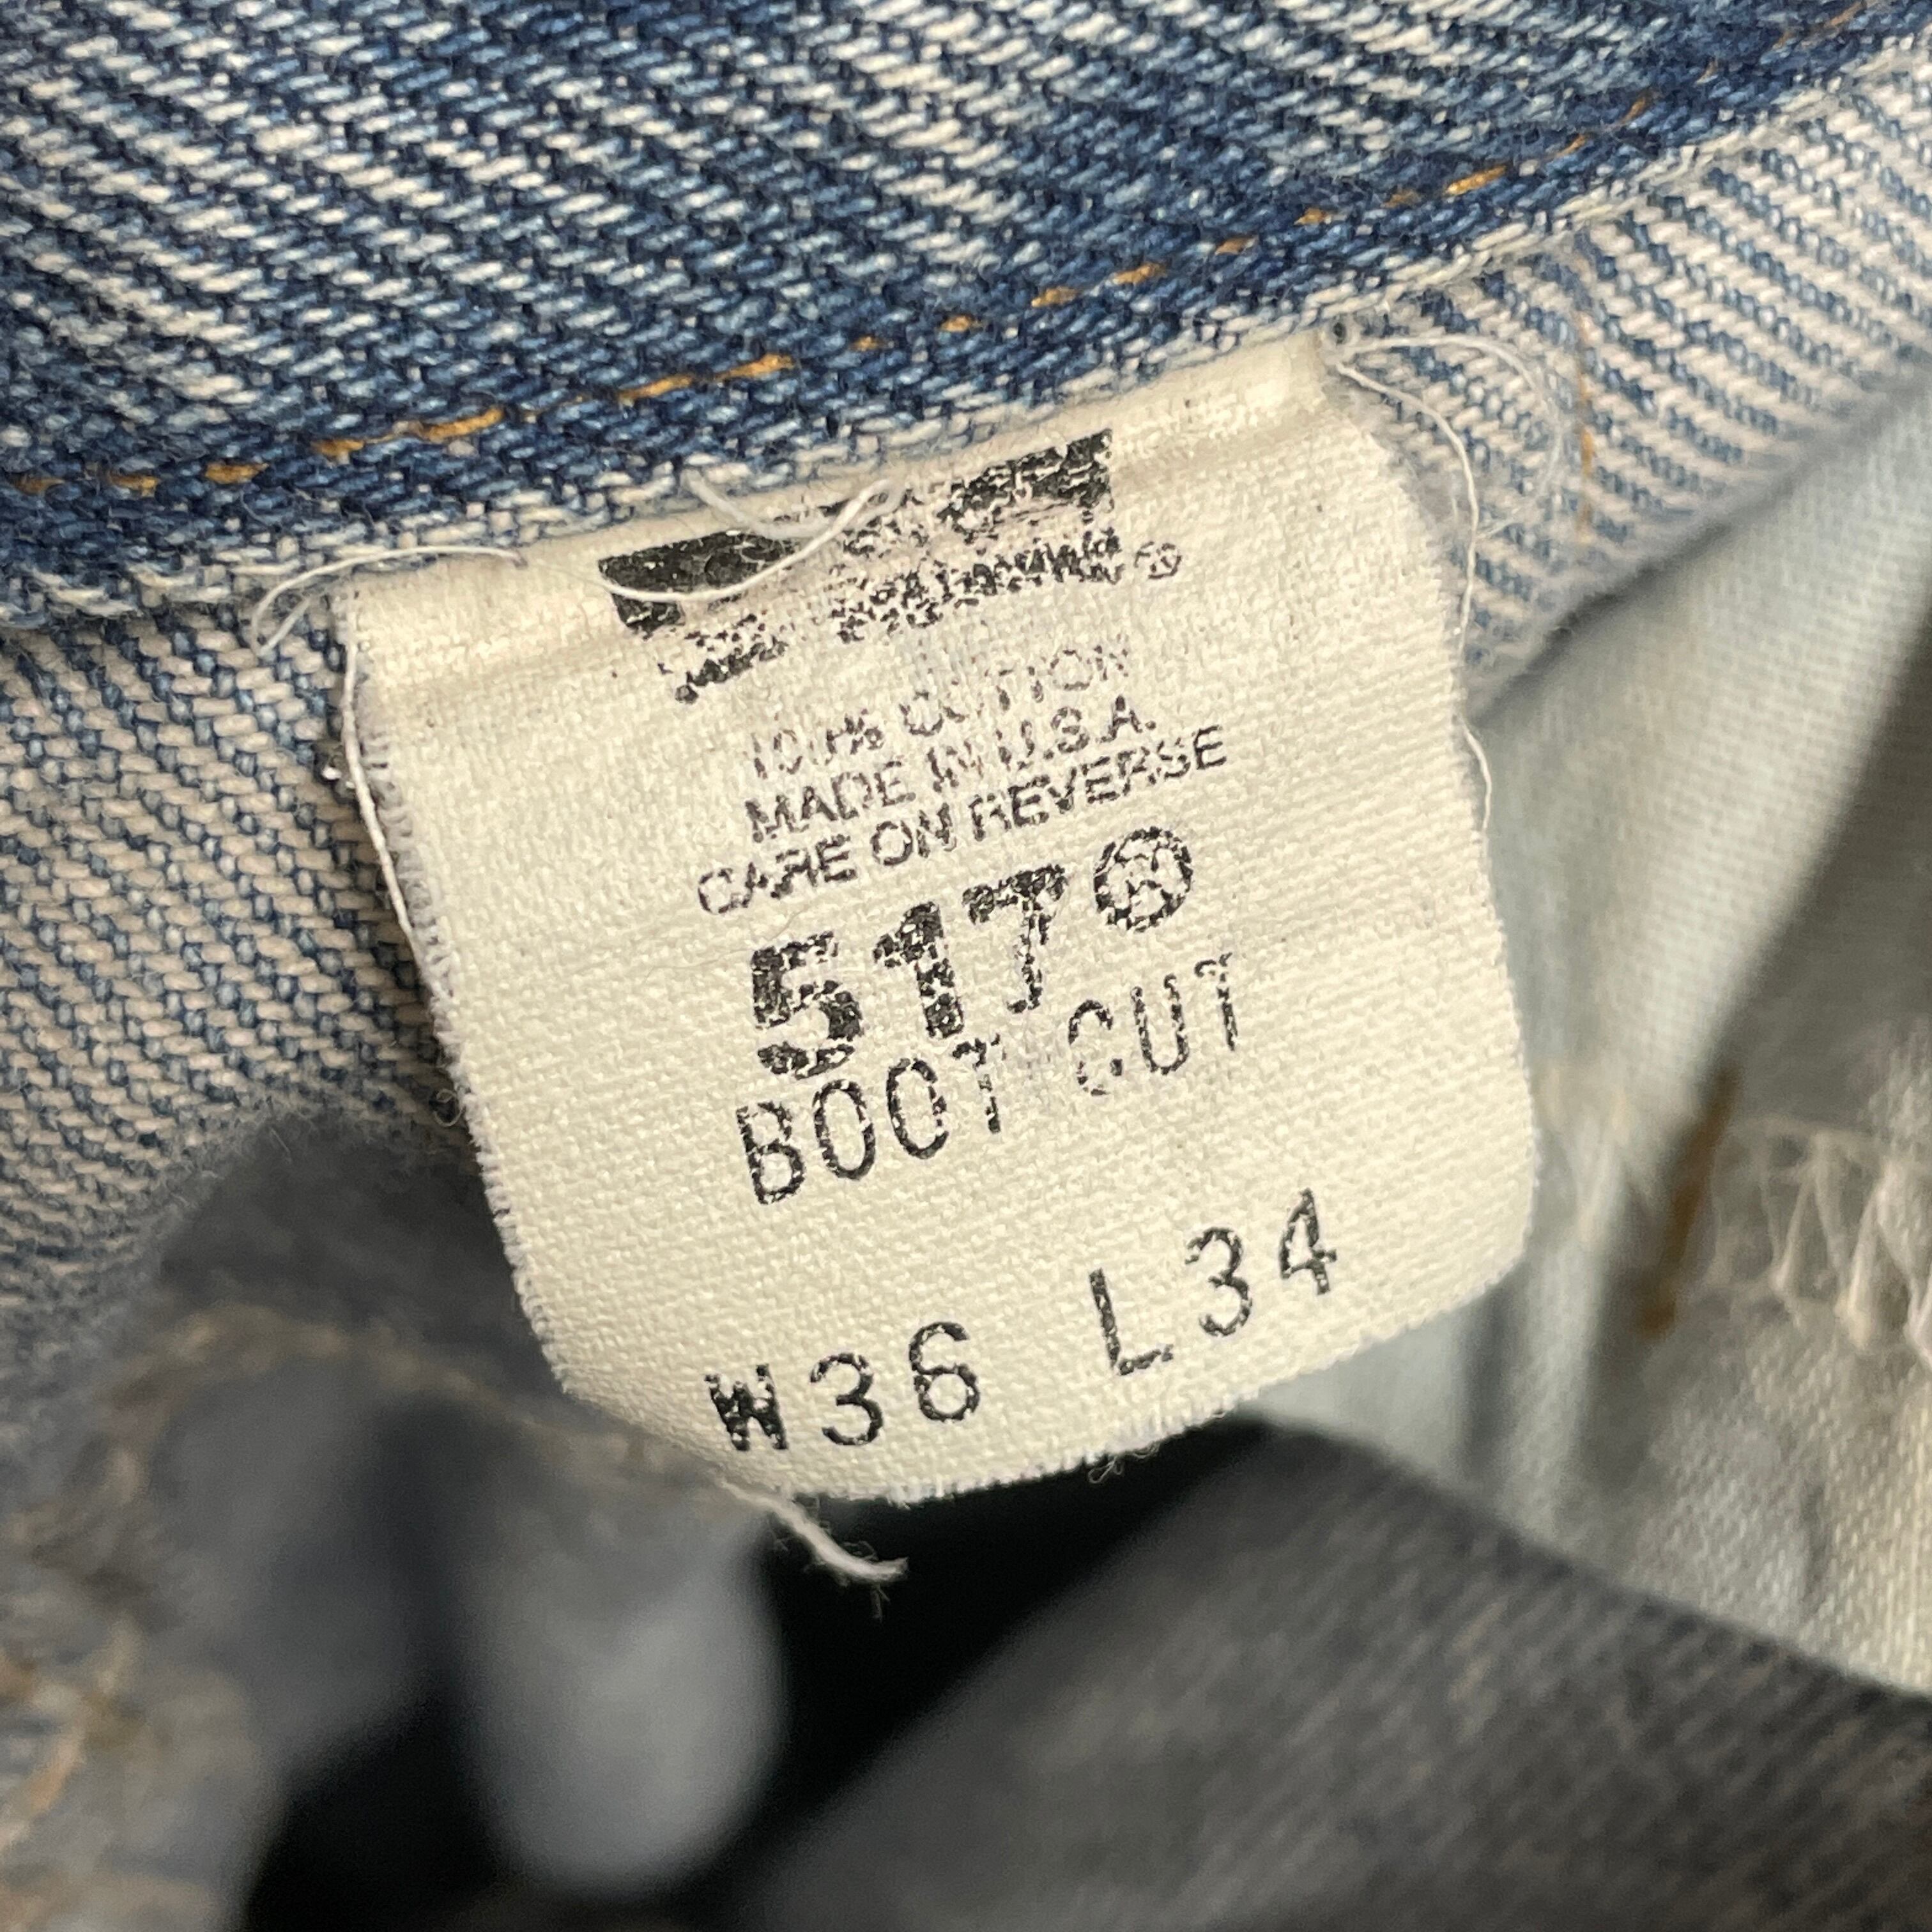 100% COTTON
MADE IN U.S.A.
CARE ON REVERSE
517®
BOOT CUT
W36 L34